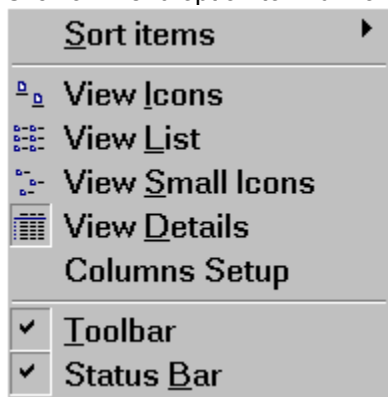 Sort items
View Icons
View List
View Small Icons
View Details
Columns Setup
Toolbar
Status Bar